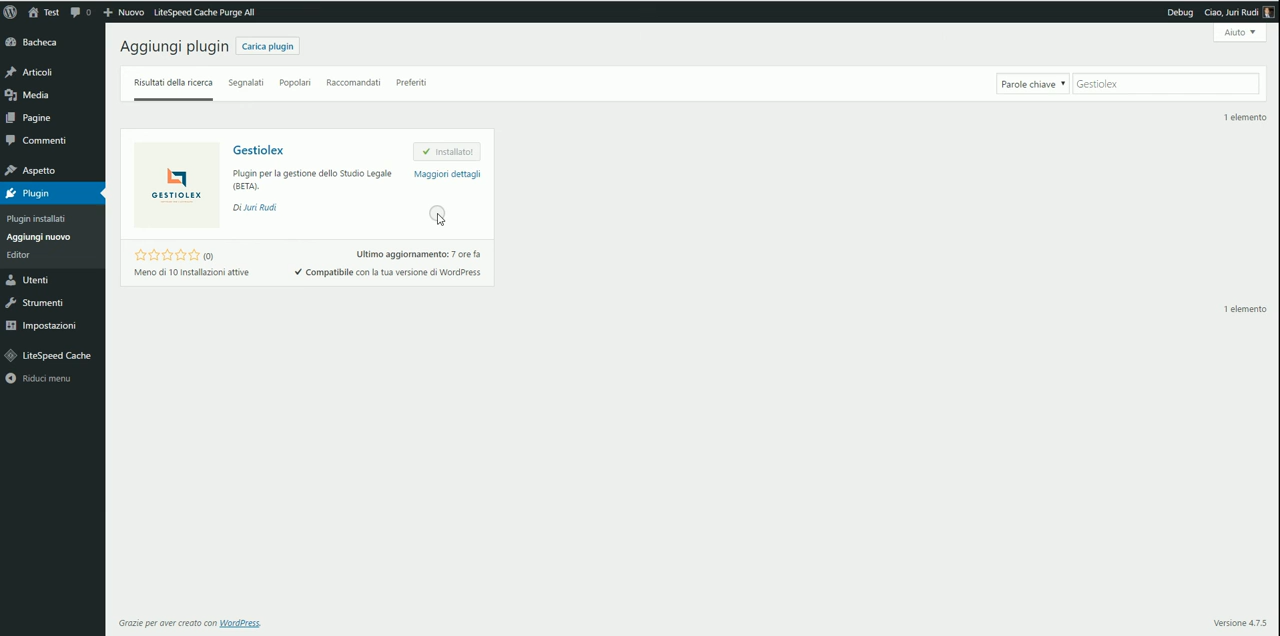 Test 0 Nuovo LiteSpeed Cache Purge All Debug Ciao, Juri Rudi
Bacheca
Articoli
Media
Pagine
Commenti
Aspetto
Plugin
Plugin installati
Aggiungi nuovo
Editor
Utenti
Strumenti
Impostazioni
LiteSpeed Cache
Riduci menu
Aggiungi plugin Carica plugin
Aiuto
Risultati della ricerca Segnalati Popolari Raccomandati Preferiti Parole chiave Gestiolex
1 elemento
GESTIOLEX
Gestiolex
Installato!
Plugin per la gestione dello Studio Legale
(BETA).
Maggiori dettagli
Di Juri Rudi
(0)
Ultimo aggiornamento: 7 ore fa
Meno di 10 Installazioni attive
Compatibile con la tua versione di WordPress
1 elemento
Grazie per aver creato con WordPress.
Versione 4.7.5